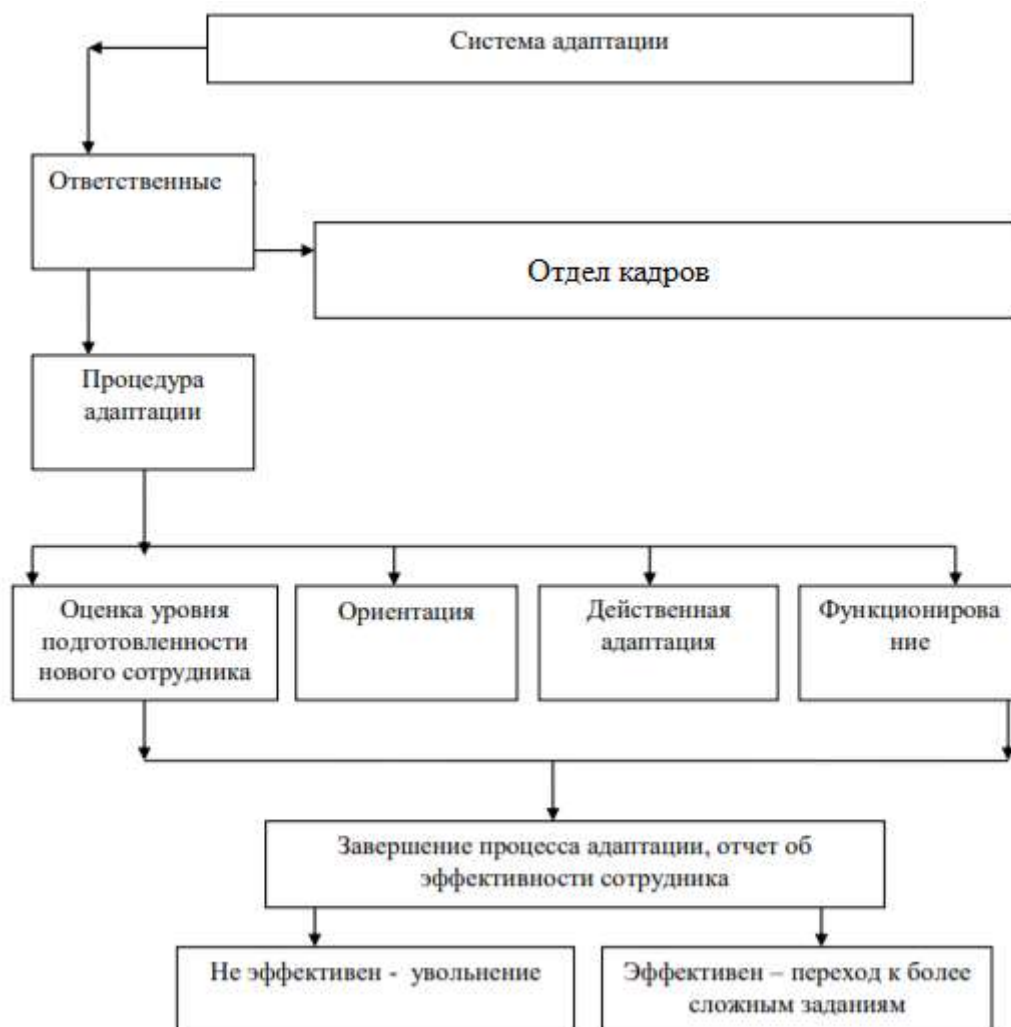 Система адаптации
Ответственные
Отдел кадров
Процедура
адаптации
Оценка уровня
подготовленности
нового сотрудника
Ориентация
Действенная
адаптация
Функционирова
ние
Завершение процесса адаптации, отчет об
эффективности сотрудника
Не эффективен - увольнение
Эффективен – переход к более
сложным заданиям